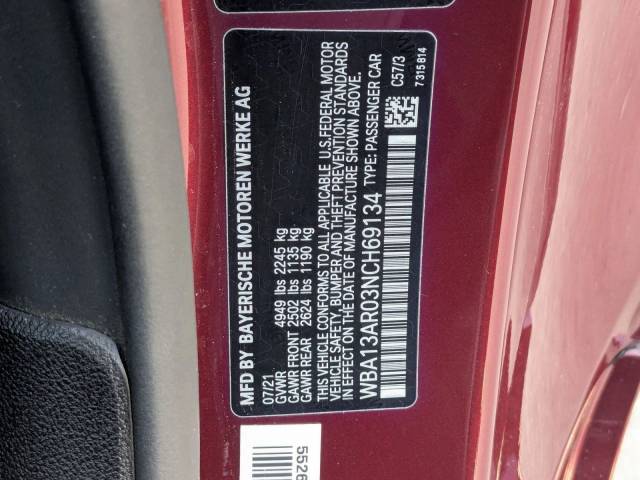 MFD BY BAYERISCHE MOTOREN WERKE AG
07/21
GVWR 4949 lbs 2245 kg
GAWR FRONT 2502 lbs 1135 kg
GAWR REAR 2624 lbs 1190 kg
THIS VEHICLE CONFORMS TO ALL APPLICABLE U.S.FEDERAL MOTOR
VEHICLE SAFETY, BUMPER AND THEFT PREVENTION STANDARDS
IN EFFECT ON THE DATE OF MANUFACTURE SHOWN ABOVE.
WBA13AR03NCH69134 TYPE: PASSENGER CAR
C57/3
7315814
5526